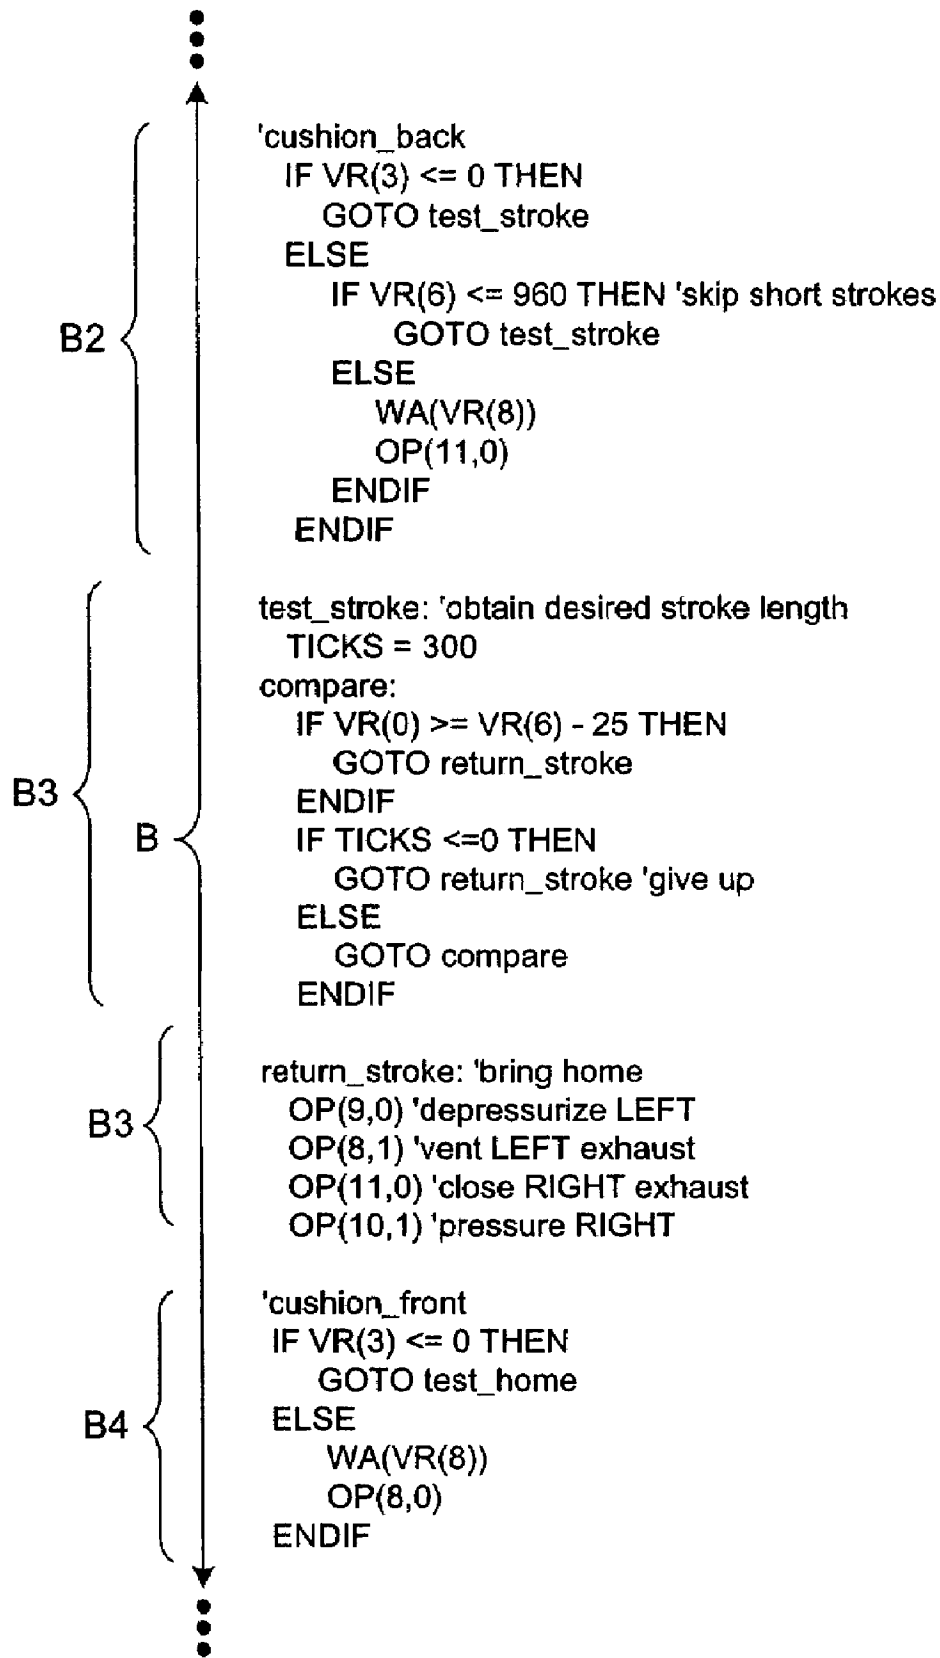 'cushion_back
IF VR(3) <= 0 THEN
GOTO test_stroke
ELSE
IF VR(6) <= 960 THEN 'skip short strokes
GOTO test_stroke
B2
ELSE
WA(VR(8))
OP(11,0)
ENDIF
ENDIF
test_stroke: 'obtain desired stroke length
TICKS = 300
compare:
IF VR(0) >= VR(6) - 25 THEN
GOTO return_stroke
B3
ENDIF
B
IF TICKS <=0 THEN
GOTO return_stroke 'give up
ELSE
GOTO compare
ENDIF
return_stroke: 'bring home
OP(9,0) 'depressurize LEFT
B3
OP(8,1) 'vent LEFT exhaust
OP(11,0) 'close RIGHT exhaust
OP(10,1) 'pressure RIGHT
'cushion_front
IF VR(3) <= 0 THEN
GOTO test_home
B4
ELSE
WA(VR(8))
OP(8,0)
ENDIF